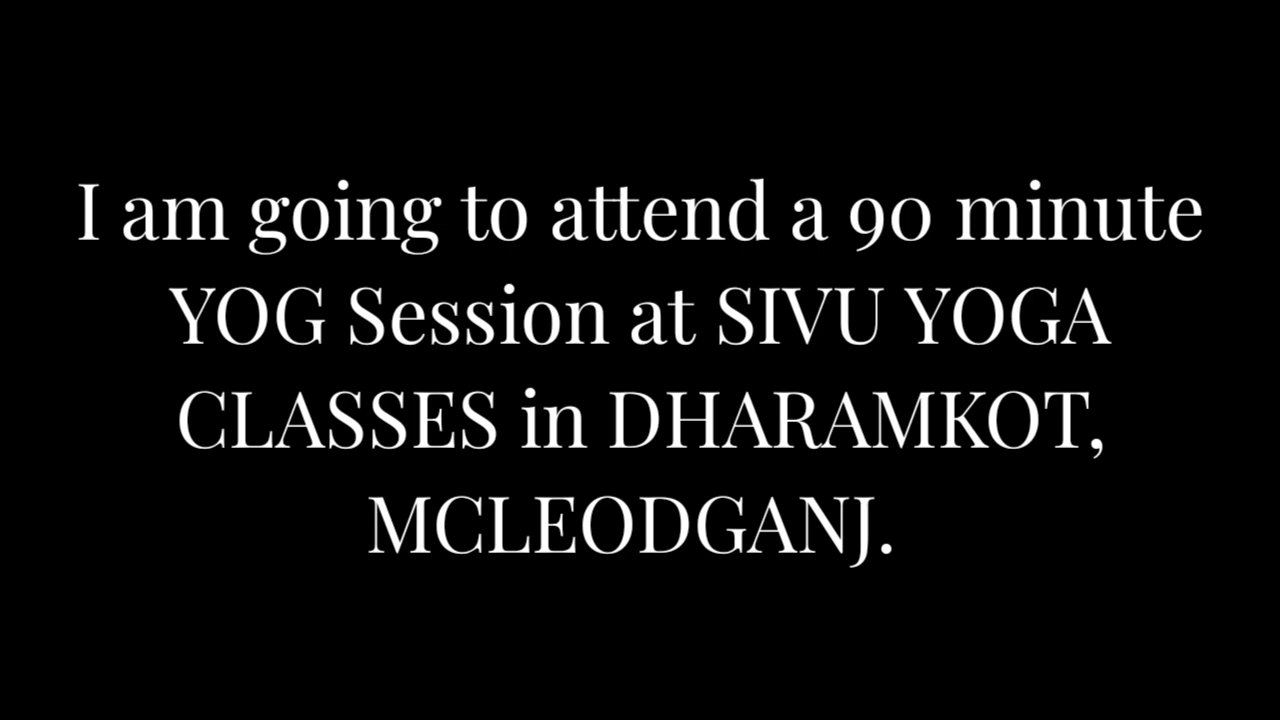 I am going to attend a 90 minute
YOG Session at SIVU YOGA
CLASSES in DHARAMKOT,
MCLEODGANJ.